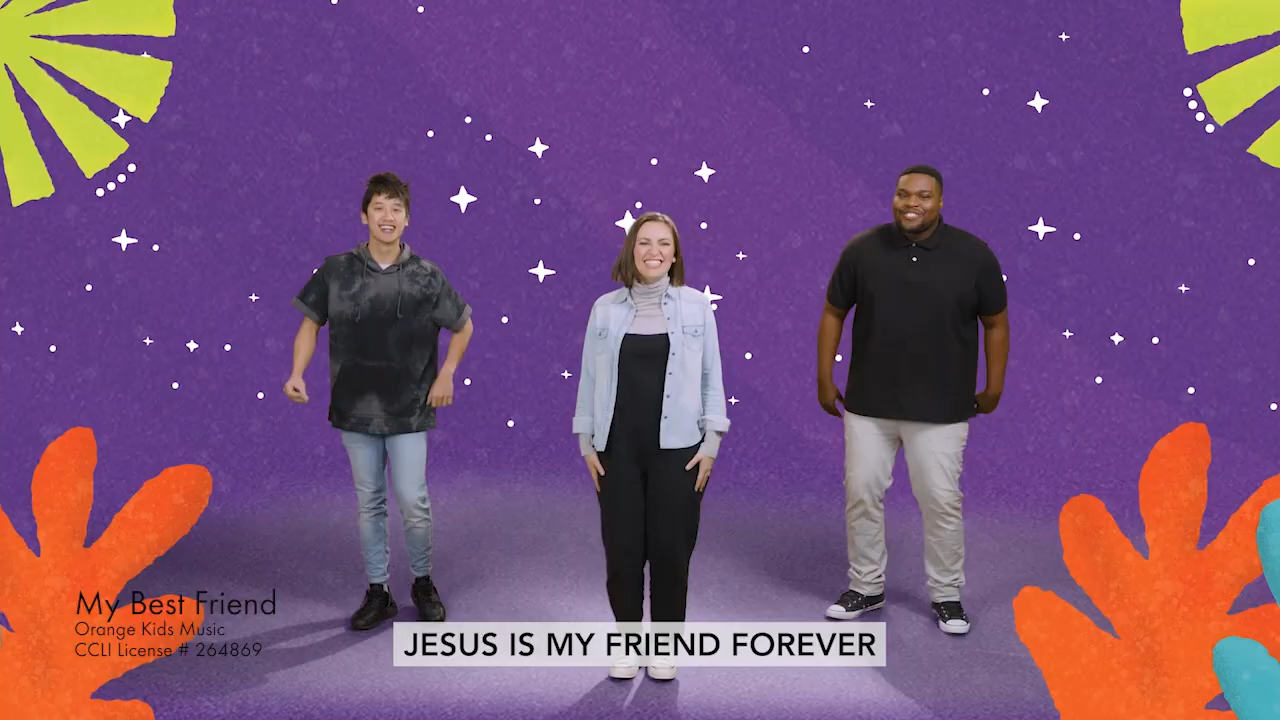 My Best Friend
Orange Kids Music
CCLI License # 264869
JESUS IS MY FRIEND FOREVER